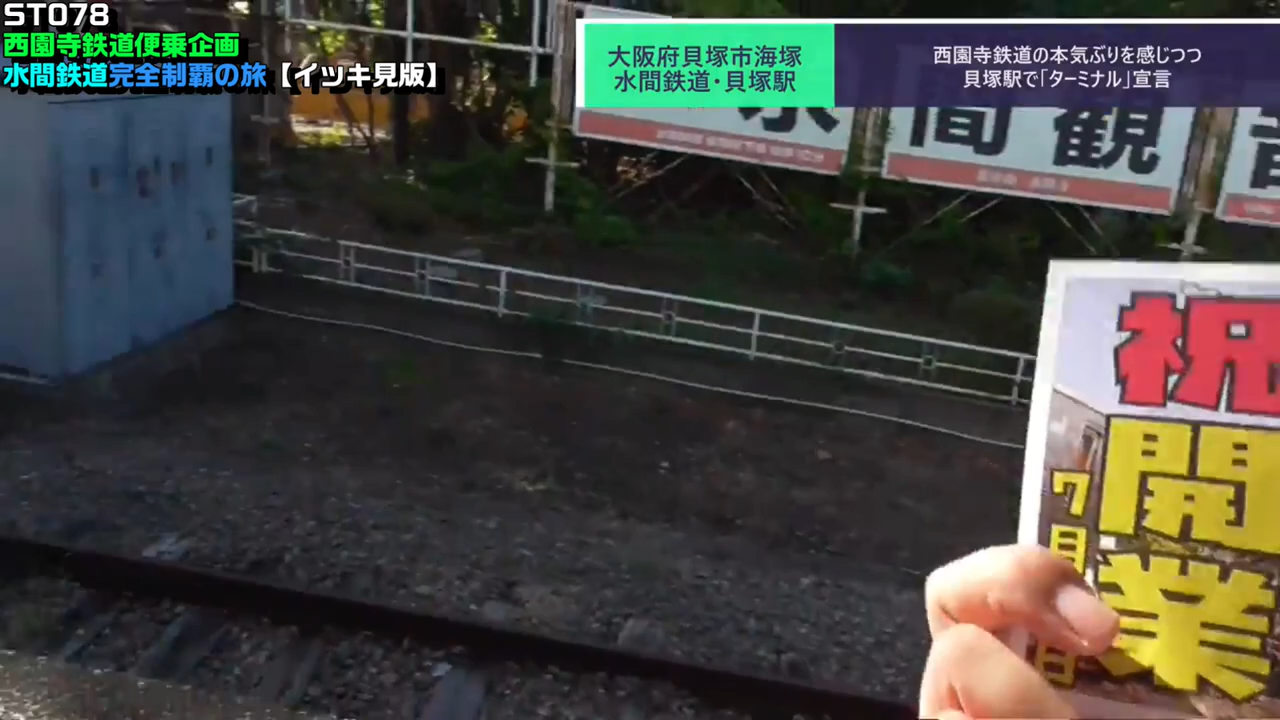 ST078
西園寺鉄道便乗企画
水間鉄道完全制覇の旅【イッキ見版】
大阪府貝塚市海塚
水間鉄道・貝塚駅
西園寺鉄道の本気ぶりを感じつつ
貝塚駅で「ターミナル」宣言
水 間 観 音
祝
開業
7月
日